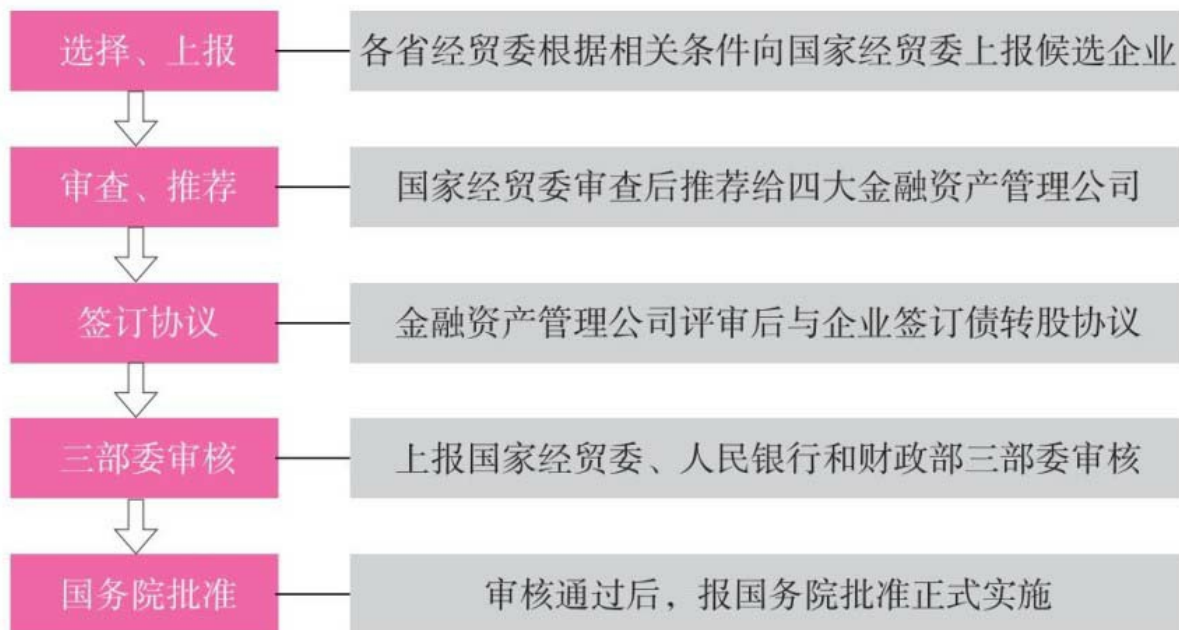 选择、上报
各省经贸委根据相关条件向国家经贸委上报候选企业
审查、推荐
国家经贸委审查后推荐给四大金融资产管理公司
签订协议
金融资产管理公司评审后与企业签订债转股协议
三部委审核
上报国家经贸委、人民银行和财政部三部委审核
国务院批准
审核通过后，报国务院批准正式实施